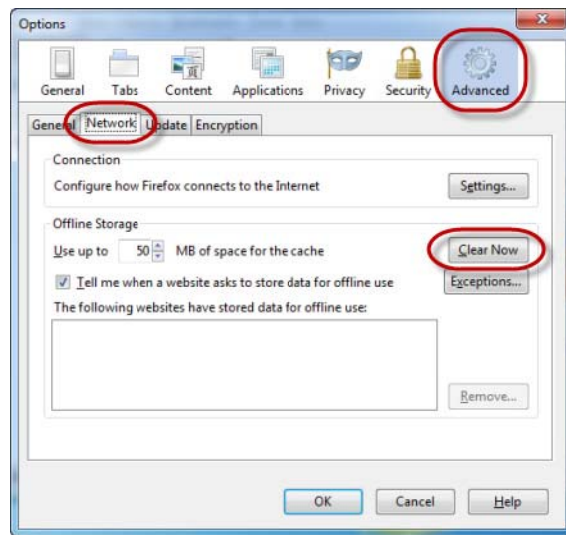 Options
General Tabs Content Applications Privacy Security Advanced
General Network Update Encryption
Connection
Configure how Firefox connects to the Internet Settings...
Offline Storage
Use up to 50 MB of space for the cache Clear Now
Tell me when a website asks to store data for offline use Exceptions...
The following websites have stored data for offline use:
Remove...
OK Cancel Help